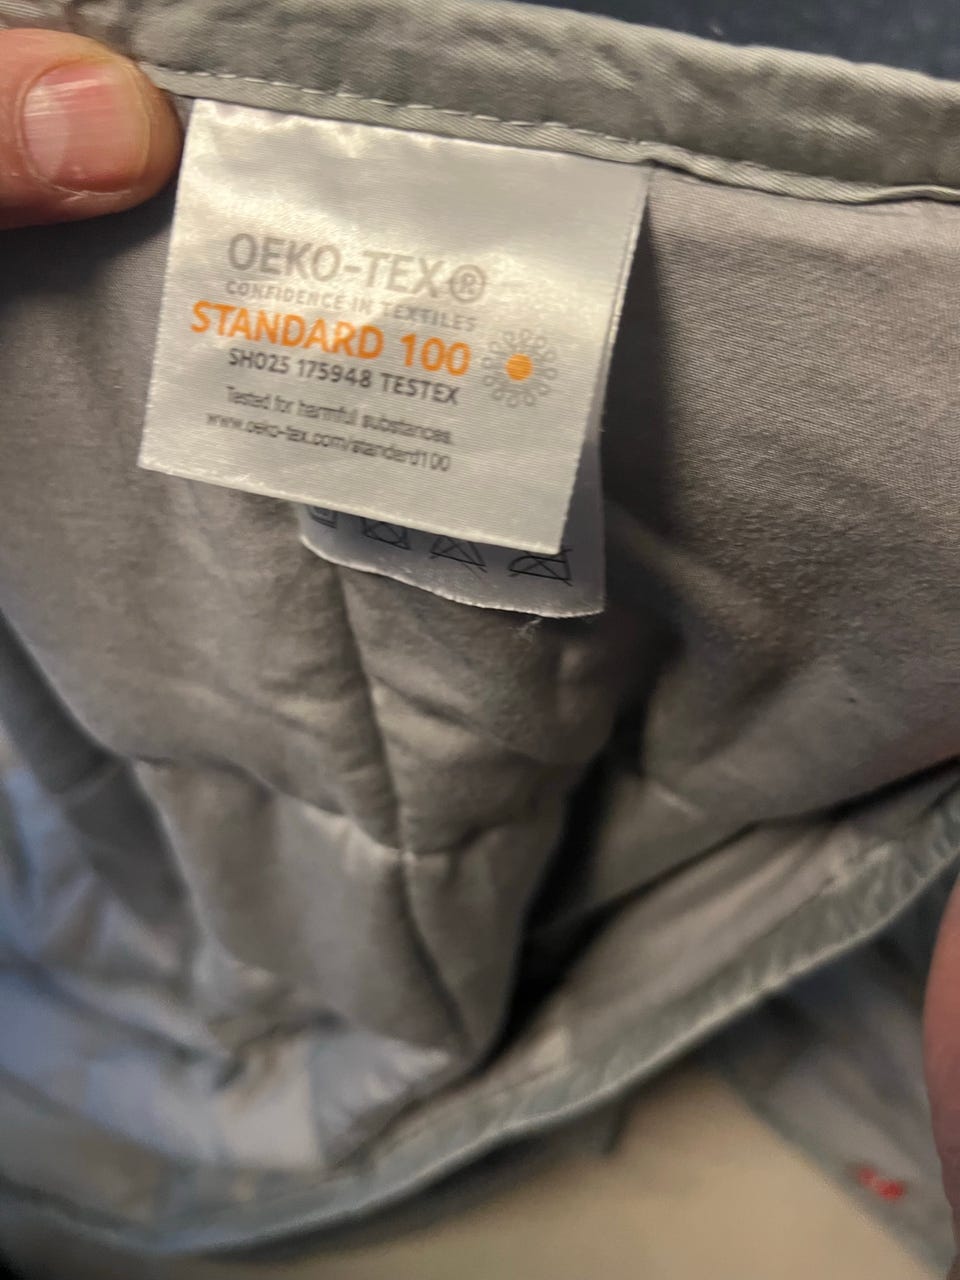 OEKO-TEX®
CONFIDENCE IN TEXTILES
STANDARD 100
SH025 175948 TESTEX
Tested for harmful substances.
www.oeko-tex.com/standard100